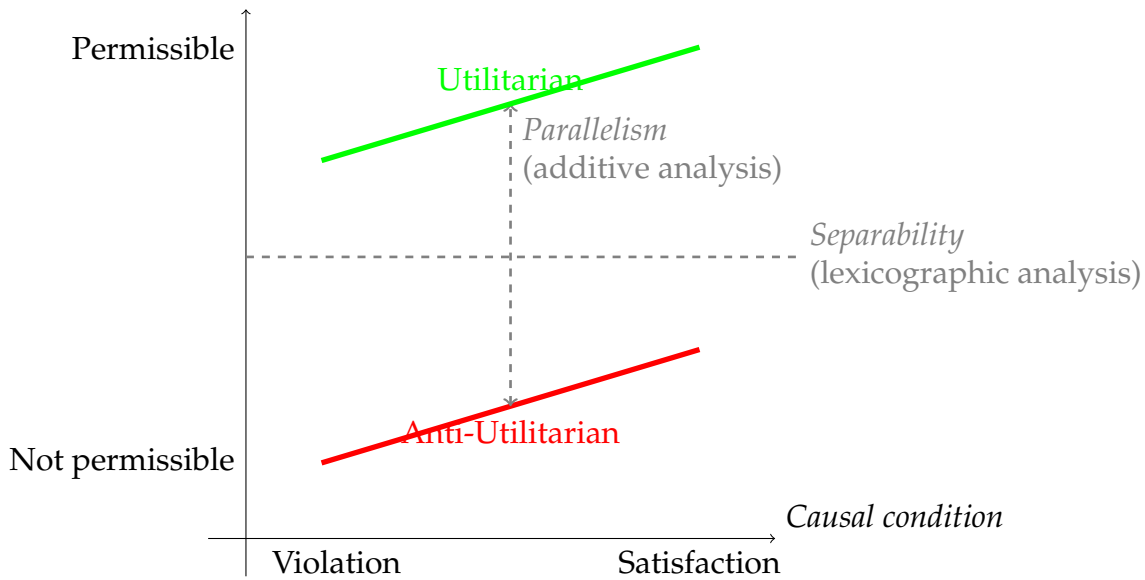 Permissible
Utilitarian
Parallelism
(additive analysis)
Separability
(lexicographic analysis)
Anti-Utilitarian
Not permissible
Causal condition
Violation
Satisfaction